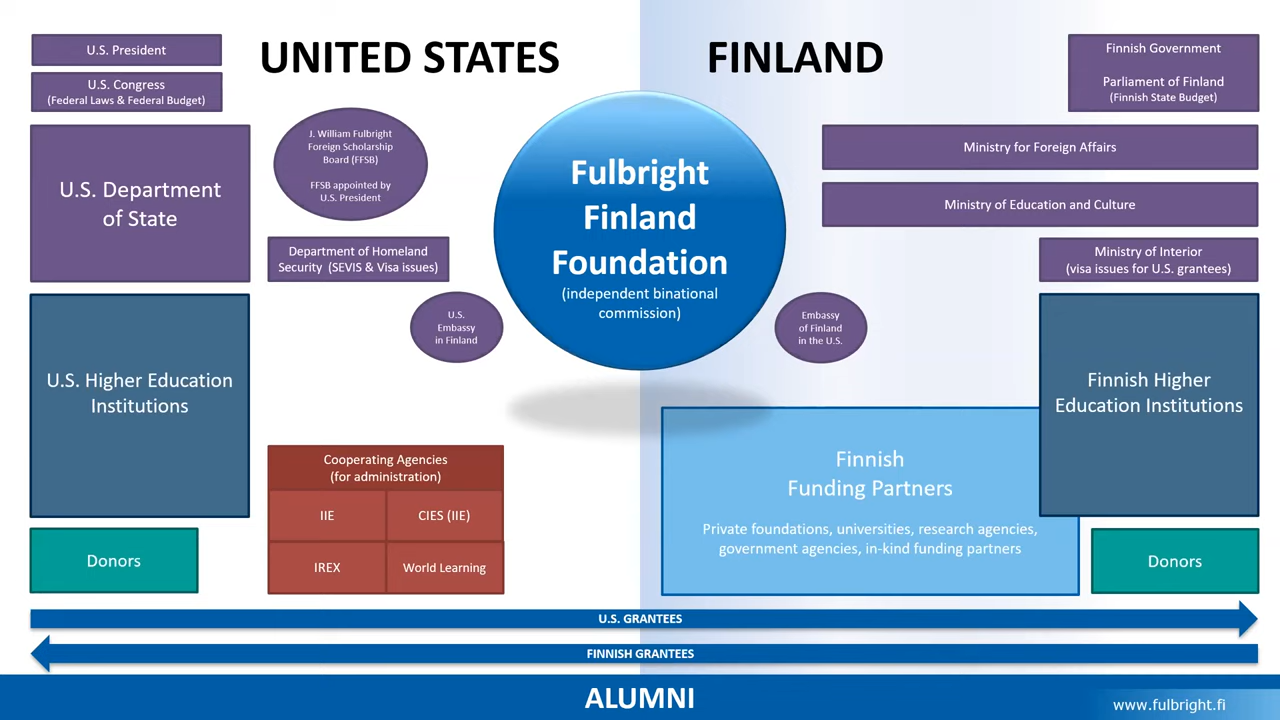 UNITED STATES
FINLAND
U.S. President
U.S. Congress
(Federal Laws & Federal Budget)
U.S. Department
of State
J. William Fulbright
Foreign Scholarship
Board (FFSB)
FFSB appointed by
U.S. President
Department of Homeland
Security (SEVIS & Visa issues)
U.S.
Embassy
in Finland
U.S. Higher Education
Institutions
Cooperating Agencies
(for administration)
IIE
CIES (IIE)
IREX
World Learning
Donors
Fulbright
Finland
Foundation
(independent binational
commission)
Finnish Government
Parliament of Finland
(Finnish State Budget)
Ministry for Foreign Affairs
Ministry of Education and Culture
Ministry of Interior
(visa issues for U.S. grantees)
Embassy
of Finland
in the U.S.
Finnish Higher
Education Institutions
Finnish
Funding Partners
Private foundations, universities, research agencies,
government agencies, in-kind funding partners
Donors
U.S. GRANTEES
FINNISH GRANTEES
ALUMNI
www.fulbright.fi